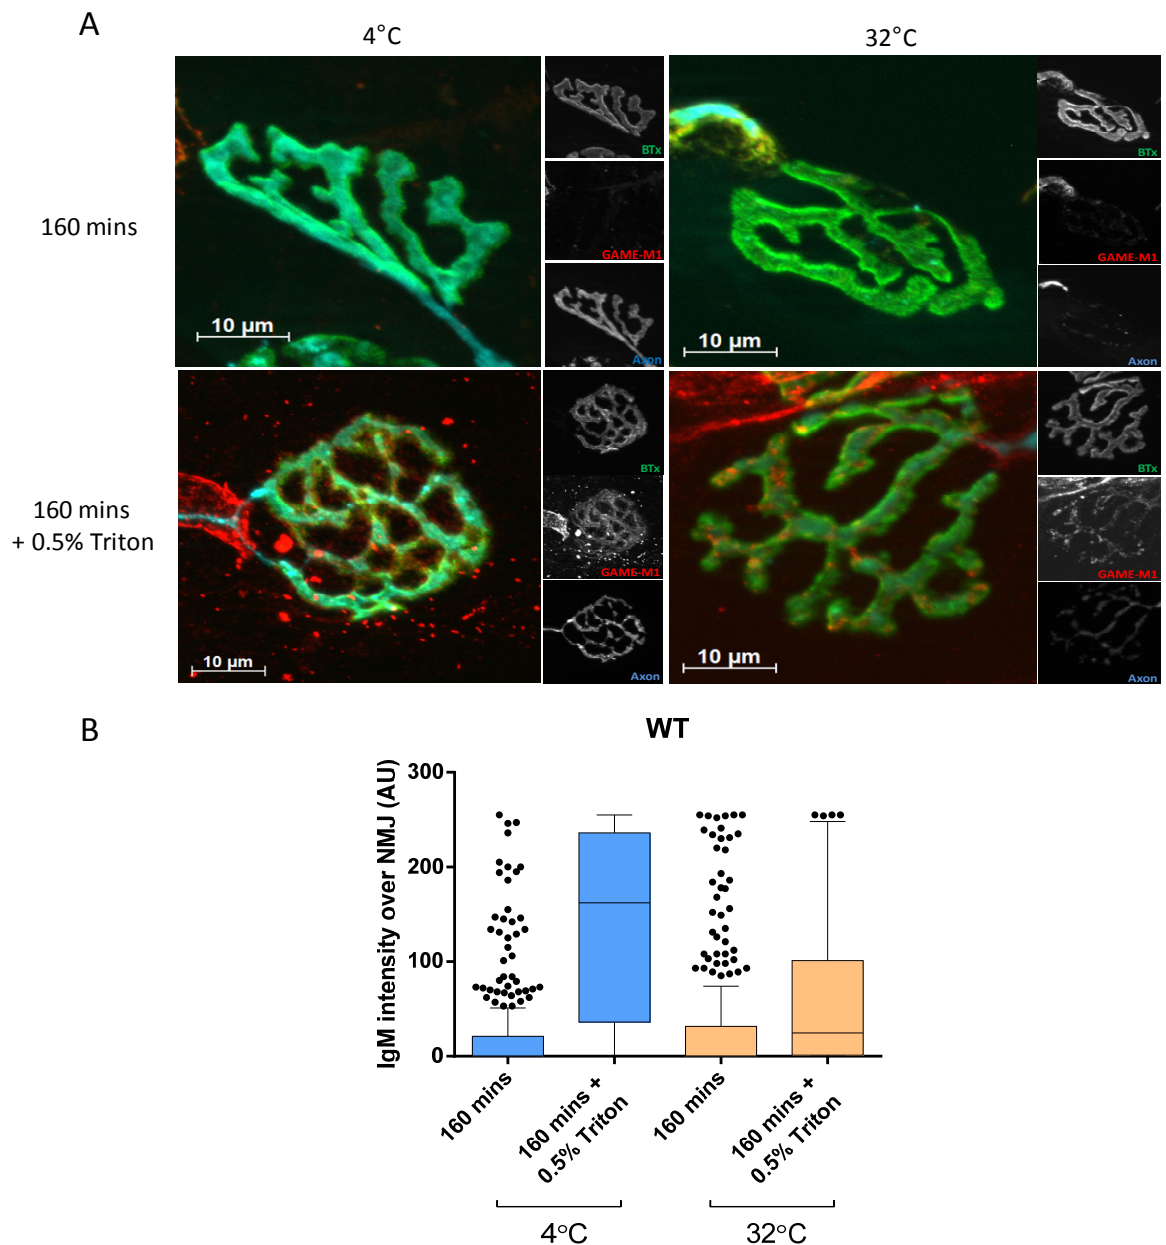 A
4°C
32°C
160 mins
BTx
GAME-M1
Axon
10 µm
BTx
GAME-M1
Axon
10 µm
160 mins
+ 0.5% Triton
BTx
GAME-M1
Axon
10 µm
BTx
GAME-M1
Axon
10 µm
B
WT
IgM intensity over NMJ (AU)
300
200
100
0
160 mins
160 mins +
0.5% Triton
160 mins
160 mins +
0.5% Triton
4°C
32°C